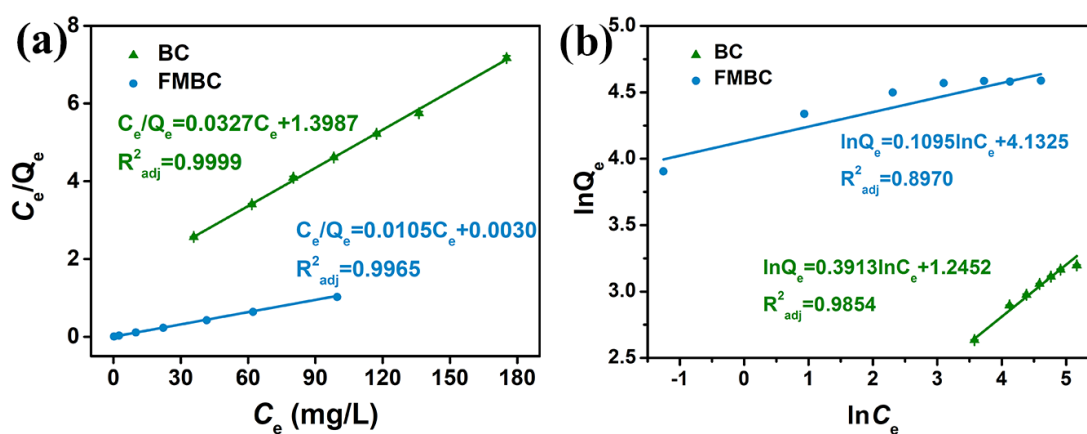 (a)
BC
FMBC
Cₑ/Qₑ=0.0327Cₑ+1.3987
R²adj=0.9999
Cₑ/Qₑ=0.0105Cₑ+0.0030
R²adj=0.9965
8
6
4
2
0
0 30 60 90 120 150 180
Cₑ/Qₑ
Cₑ (mg/L)
(b)
BC
FMBC
lnQₑ=0.1095lnCₑ+4.1325
R²adj=0.8970
lnQₑ=0.3913lnCₑ+1.2452
R²adj=0.9854
5.0
4.5
4.0
3.5
3.0
2.5
-1 0 1 2 3 4 5
lnQₑ
lnCₑ